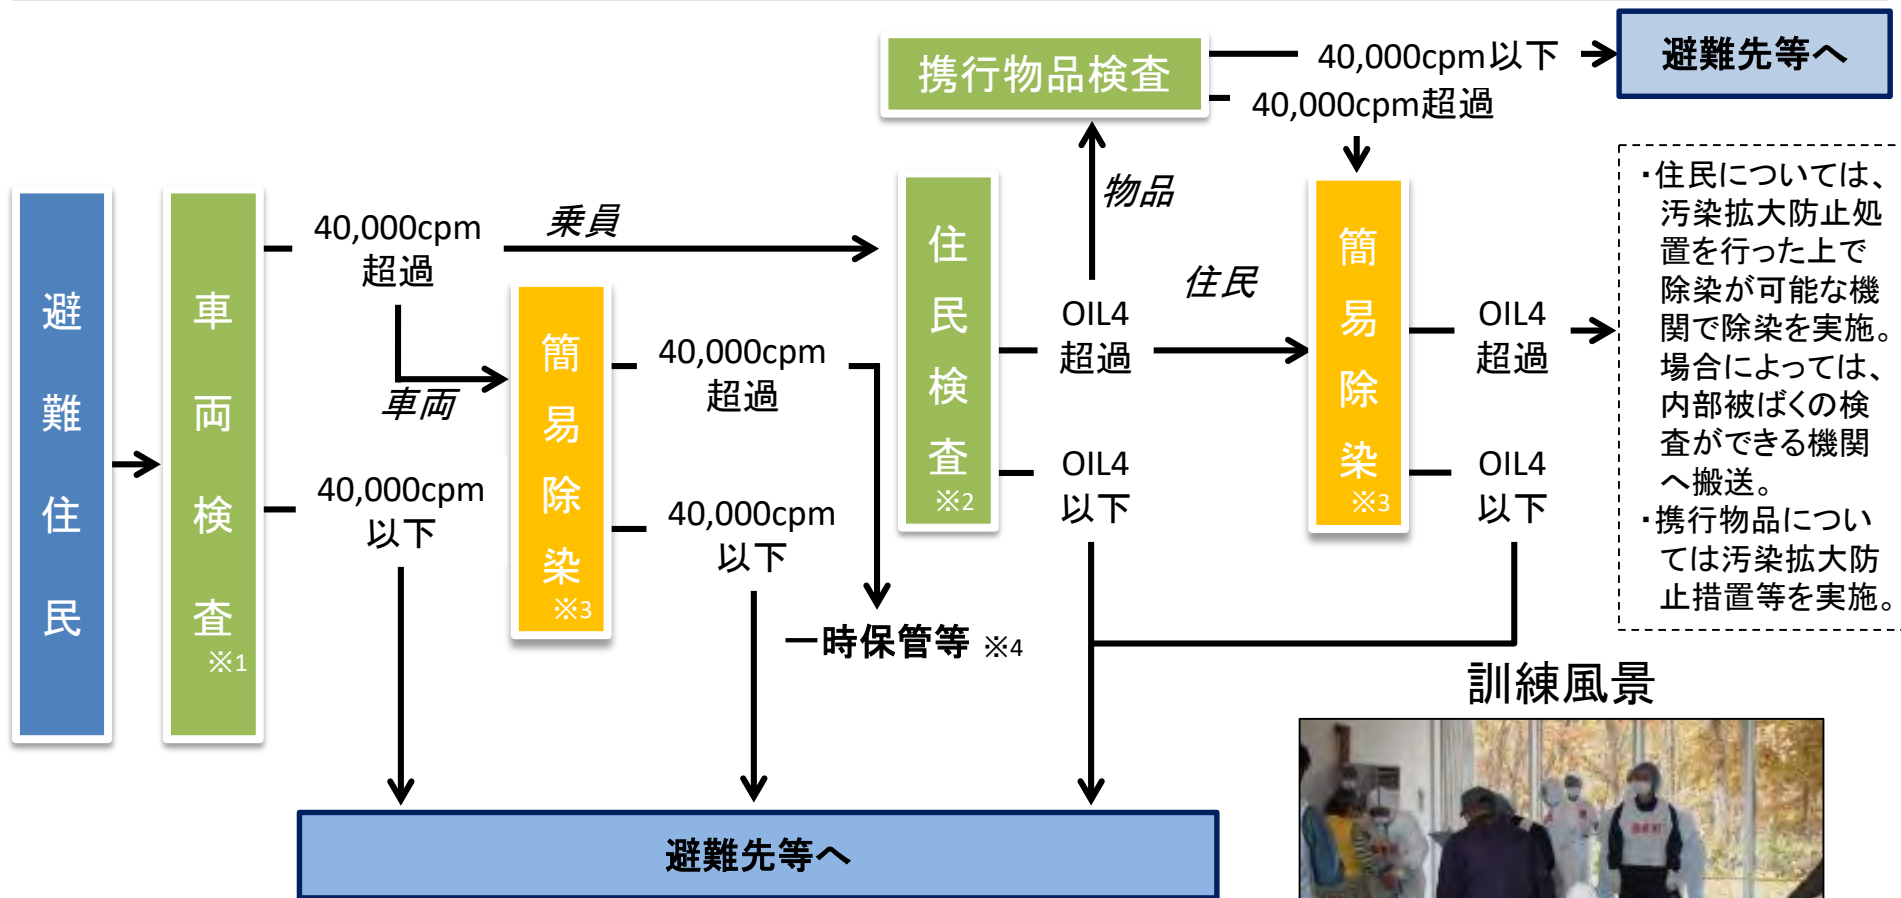 避難住民
車両検査
※1
40,000cpm
超過
乗員
車両
40,000cpm
以下
簡易除染
※3
40,000cpm
超過
40,000cpm
以下
一時保管等 ※4
住民検査
※2
物品
携行物品検査
40,000cpm以下
40,000cpm超過
避難先等へ
OIL4
超過
住民
OIL4
以下
簡易除染
※3
OIL4
超過
OIL4
以下
・住民については、
汚染拡大防止処
置を行った上で
除染が可能な機
関で除染を実施。
場合によっては、
内部被ばくの検
査ができる機関
へ搬送。
・携行物品につい
ては汚染拡大防
止措置等を実施。
避難先等へ
訓練風景